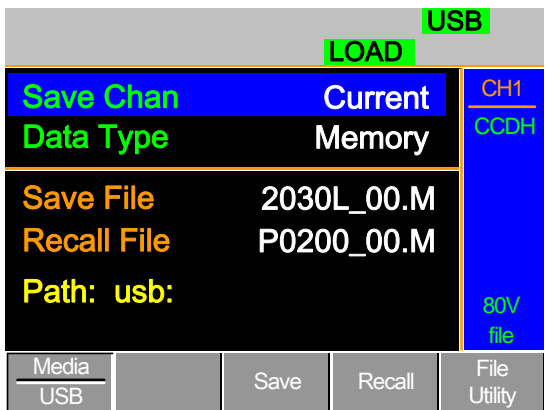 USB
LOAD
Save Chan Current
Data Type Memory
Save File 2030L_00.M
Recall File P0200_00.M
Path: usb:
CH1
CCDH
80V
file
Media
USB
Save
Recall
File
Utility